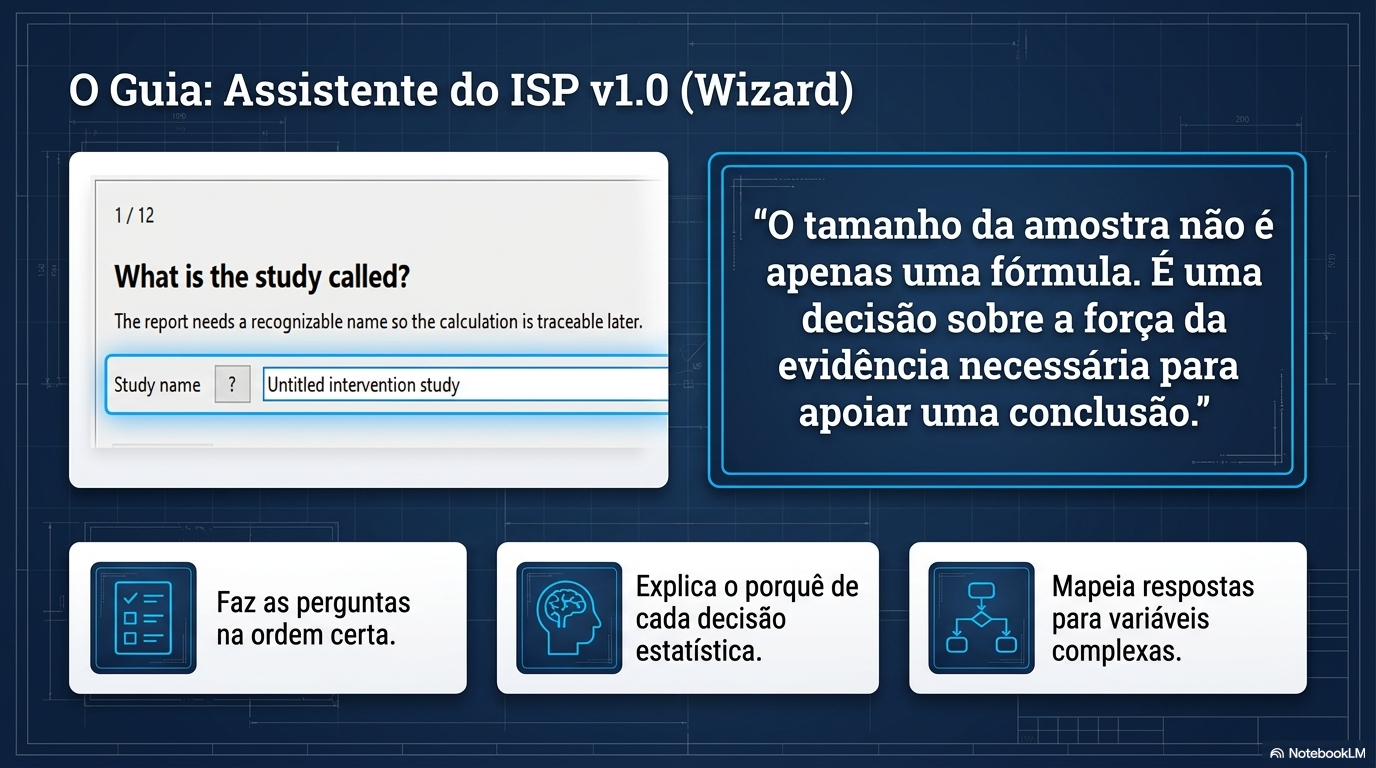 O Guia: Assistente do ISP v1.0 (Wizard)
1 / 12
What is the study called?
The report needs a recognizable name so the calculation is traceable later.
Study name ? Untitled intervention study
“O tamanho da amostra não é
apenas uma fórmula. É uma
decisão sobre a força da
evidência necessária para
apoiar uma conclusão.”
Faz as perguntas
na ordem certa.
Explica o porquê de
cada decisão
estatística.
Mapeia respostas
para variáveis
complexas.
200
NotebookLM